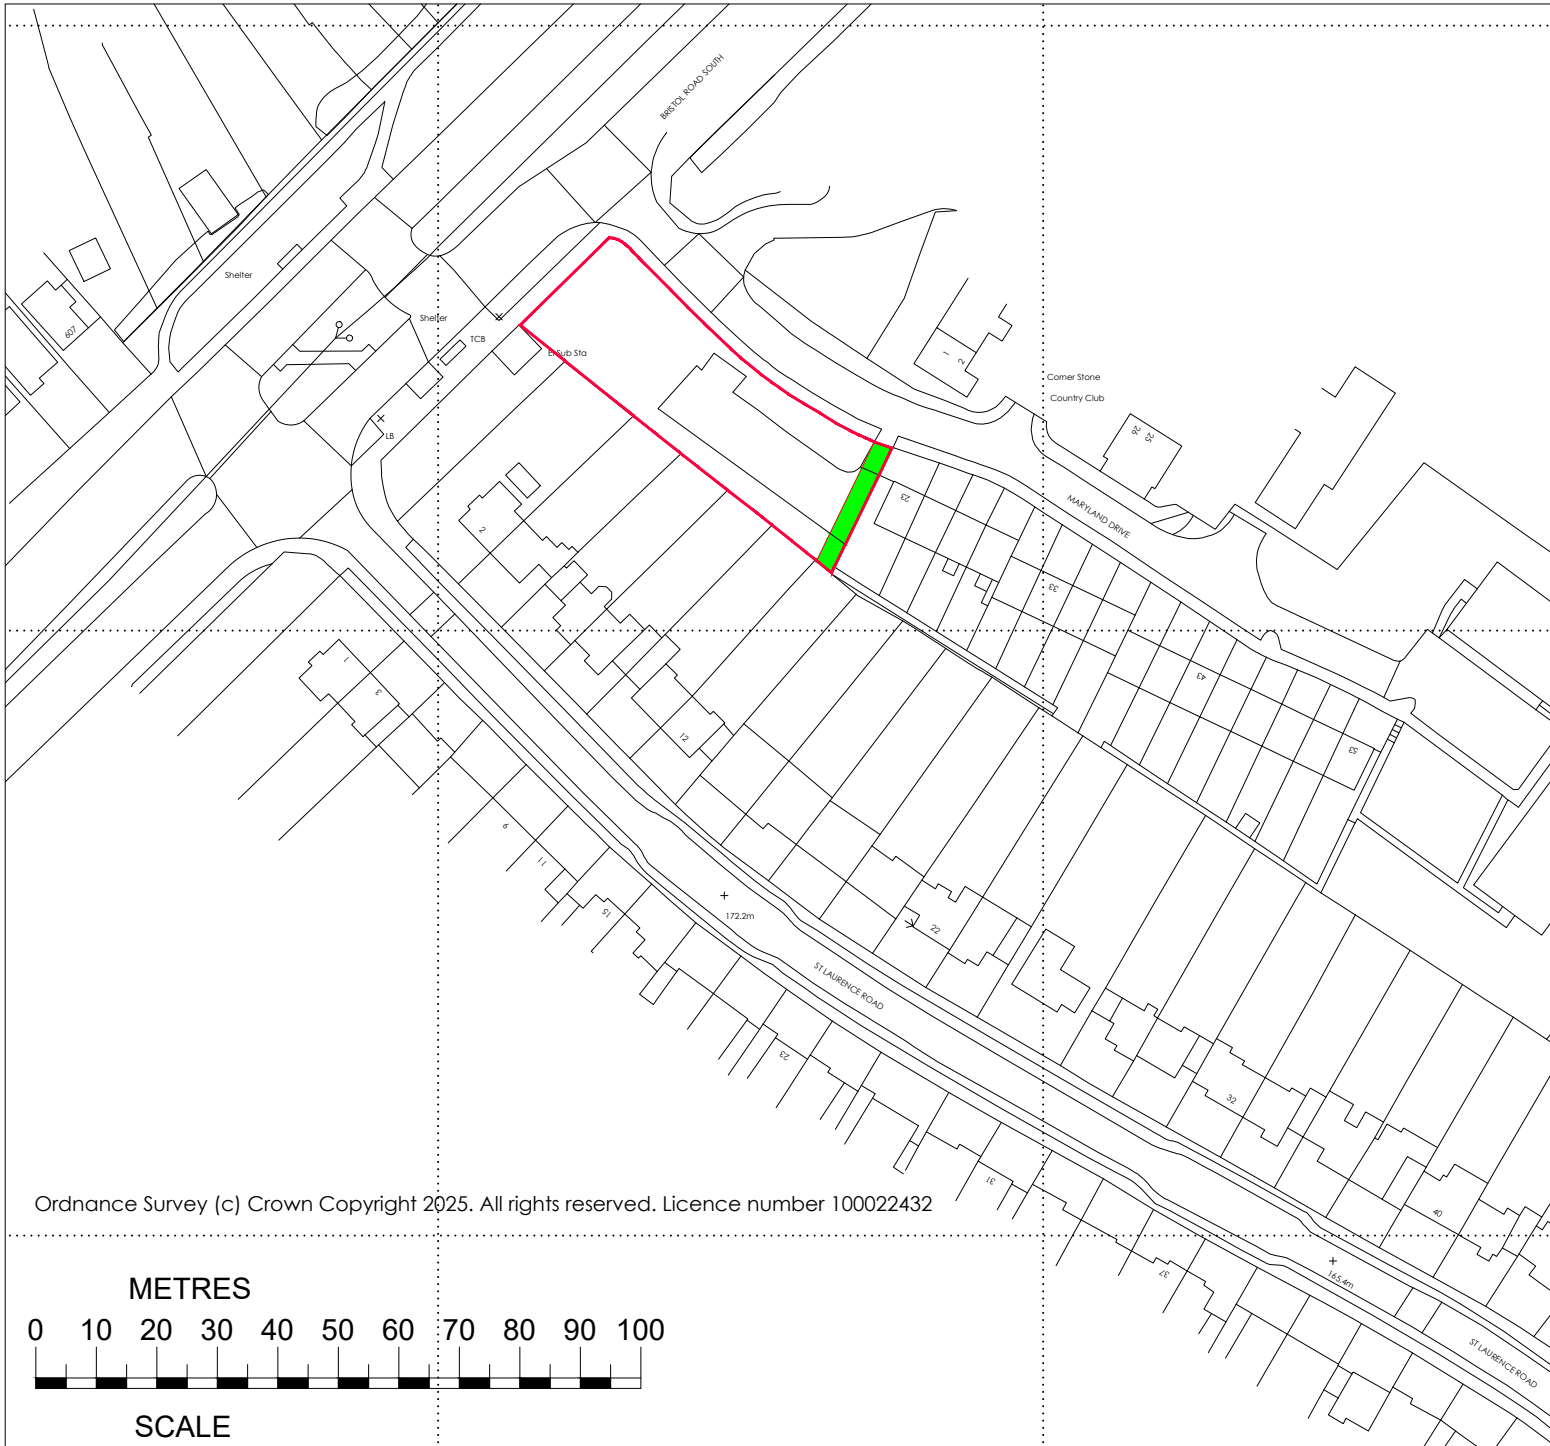 BRISTOL ROAD SOUTH
Shelter
Shelter
607
TCB
El Sub Sta
LB
1
2
Corner Stone
Country Club
25
26
23
MARYLAND DRIVE
2
33
43
53
1
3
12
9
11
15
172.2m
22
ST LAURENCE ROAD
23
32
31
40
37
165.4m
ST LAURENCE ROAD
Ordnance Survey (c) Crown Copyright 2025. All rights reserved. Licence number 100022432
METRES
0 10 20 30 40 50 60 70 80 90 100
SCALE